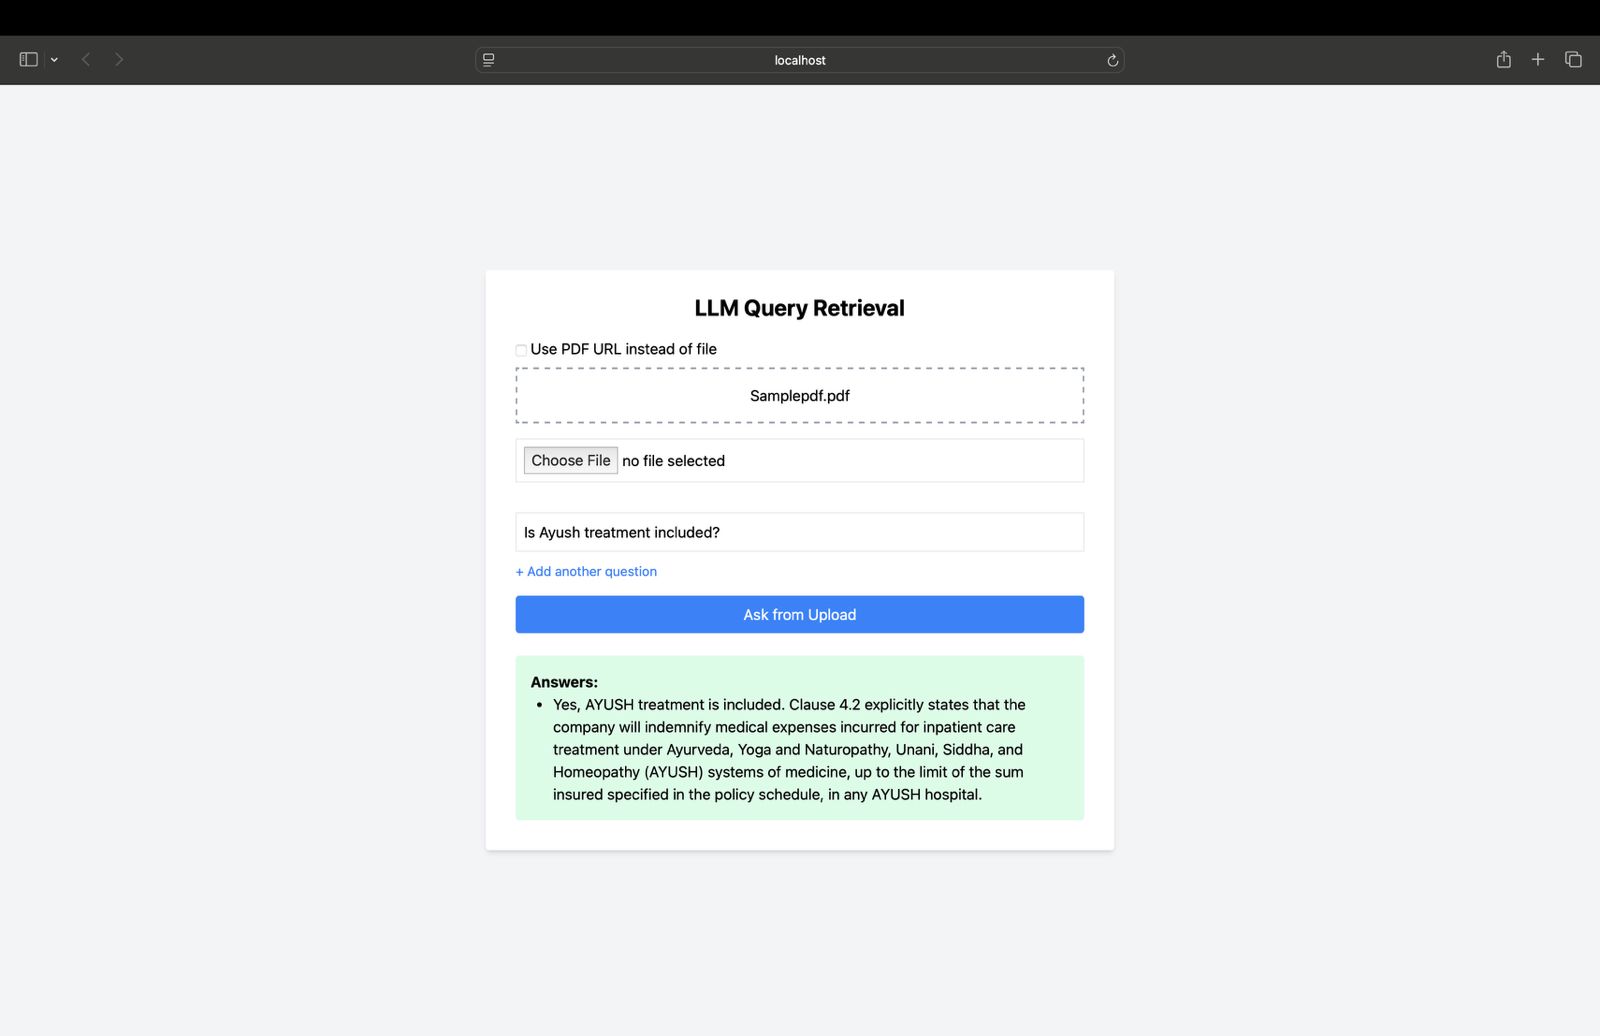 localhost
LLM Query Retrieval
Use PDF URL instead of file
Samplepdf.pdf
Choose File no file selected
Is Ayush treatment included?
+ Add another question
Ask from Upload
Answers:
• Yes, AYUSH treatment is included. Clause 4.2 explicitly states that the
company will indemnify medical expenses incurred for inpatient care
treatment under Ayurveda, Yoga and Naturopathy, Unani, Siddha, and
Homeopathy (AYUSH) systems of medicine, up to the limit of the sum
insured specified in the policy schedule, in any AYUSH hospital.